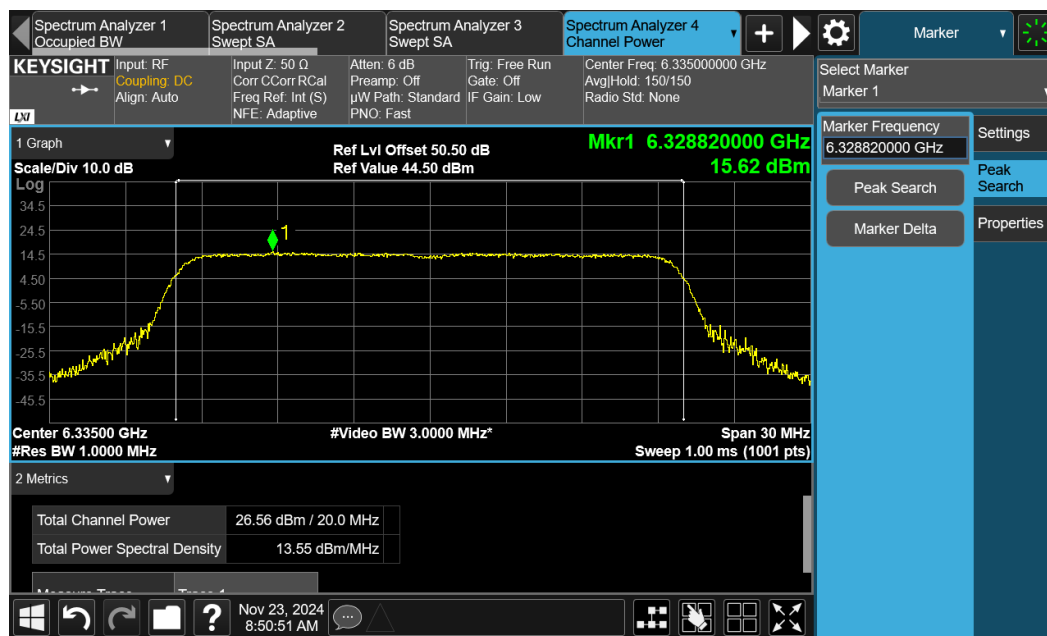 Spectrum Analyzer 1
Occupied BW
Spectrum Analyzer 2
Swept SA
Spectrum Analyzer 3
Swept SA
Spectrum Analyzer 4
Channel Power
▼
+
Marker
▼
KEYSIGHT
LXI
Input: RF
Coupling: DC
Align: Auto
Input Z: 50 Ω
Corr CCorr RCal
Freq Ref: Int (S)
NFE: Adaptive
Atten: 6 dB
Preamp: Off
µW Path: Standard
PNO: Fast
Trig: Free Run
Gate: Off
IF Gain: Low
Center Freq: 6.335000000 GHz
Avg|Hold: 150/150
Radio Std: None
Select Marker
Marker 1
1 Graph
▼
Scale/Div 10.0 dB
Ref Lvl Offset 50.50 dB
Ref Value 44.50 dBm
Mkr1 6.328820000 GHz
15.62 dBm
Log
34.5
24.5
14.5
4.50
-5.50
-15.5
-25.5
-35.5
-45.5
1
Center 6.33500 GHz
#Video BW 3.0000 MHz*
Span 30 MHz
#Res BW 1.0000 MHz
Sweep 1.00 ms (1001 pts)
Marker Frequency
6.328820000 GHz
Peak Search
Marker Delta
Settings
Peak
Search
Properties
2 Metrics
▼
Total Channel Power
26.56 dBm / 20.0 MHz
Total Power Spectral Density
13.55 dBm/MHz
?
Nov 23, 2024
8:50:51 AM